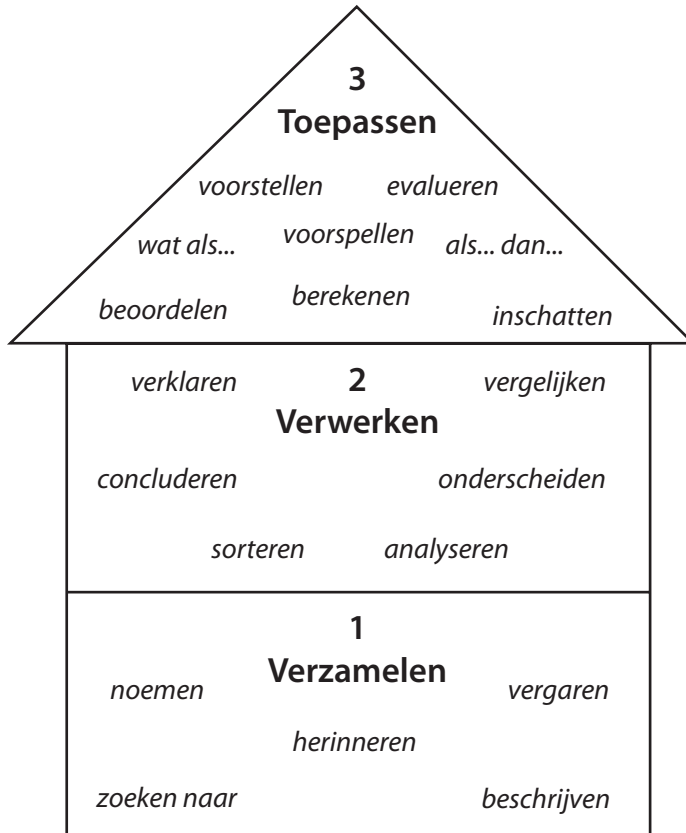 3
Toepassen
voorstellen evalueren
wat als... voorspellen als... dan...
beoordelen berekenen inschatten
verklaren 2 vergelijken
Verwerken
concluderen onderscheiden
sorteren analyseren
1
Verzamelen
noemen vergaren
herinneren
zoeken naar beschrijven